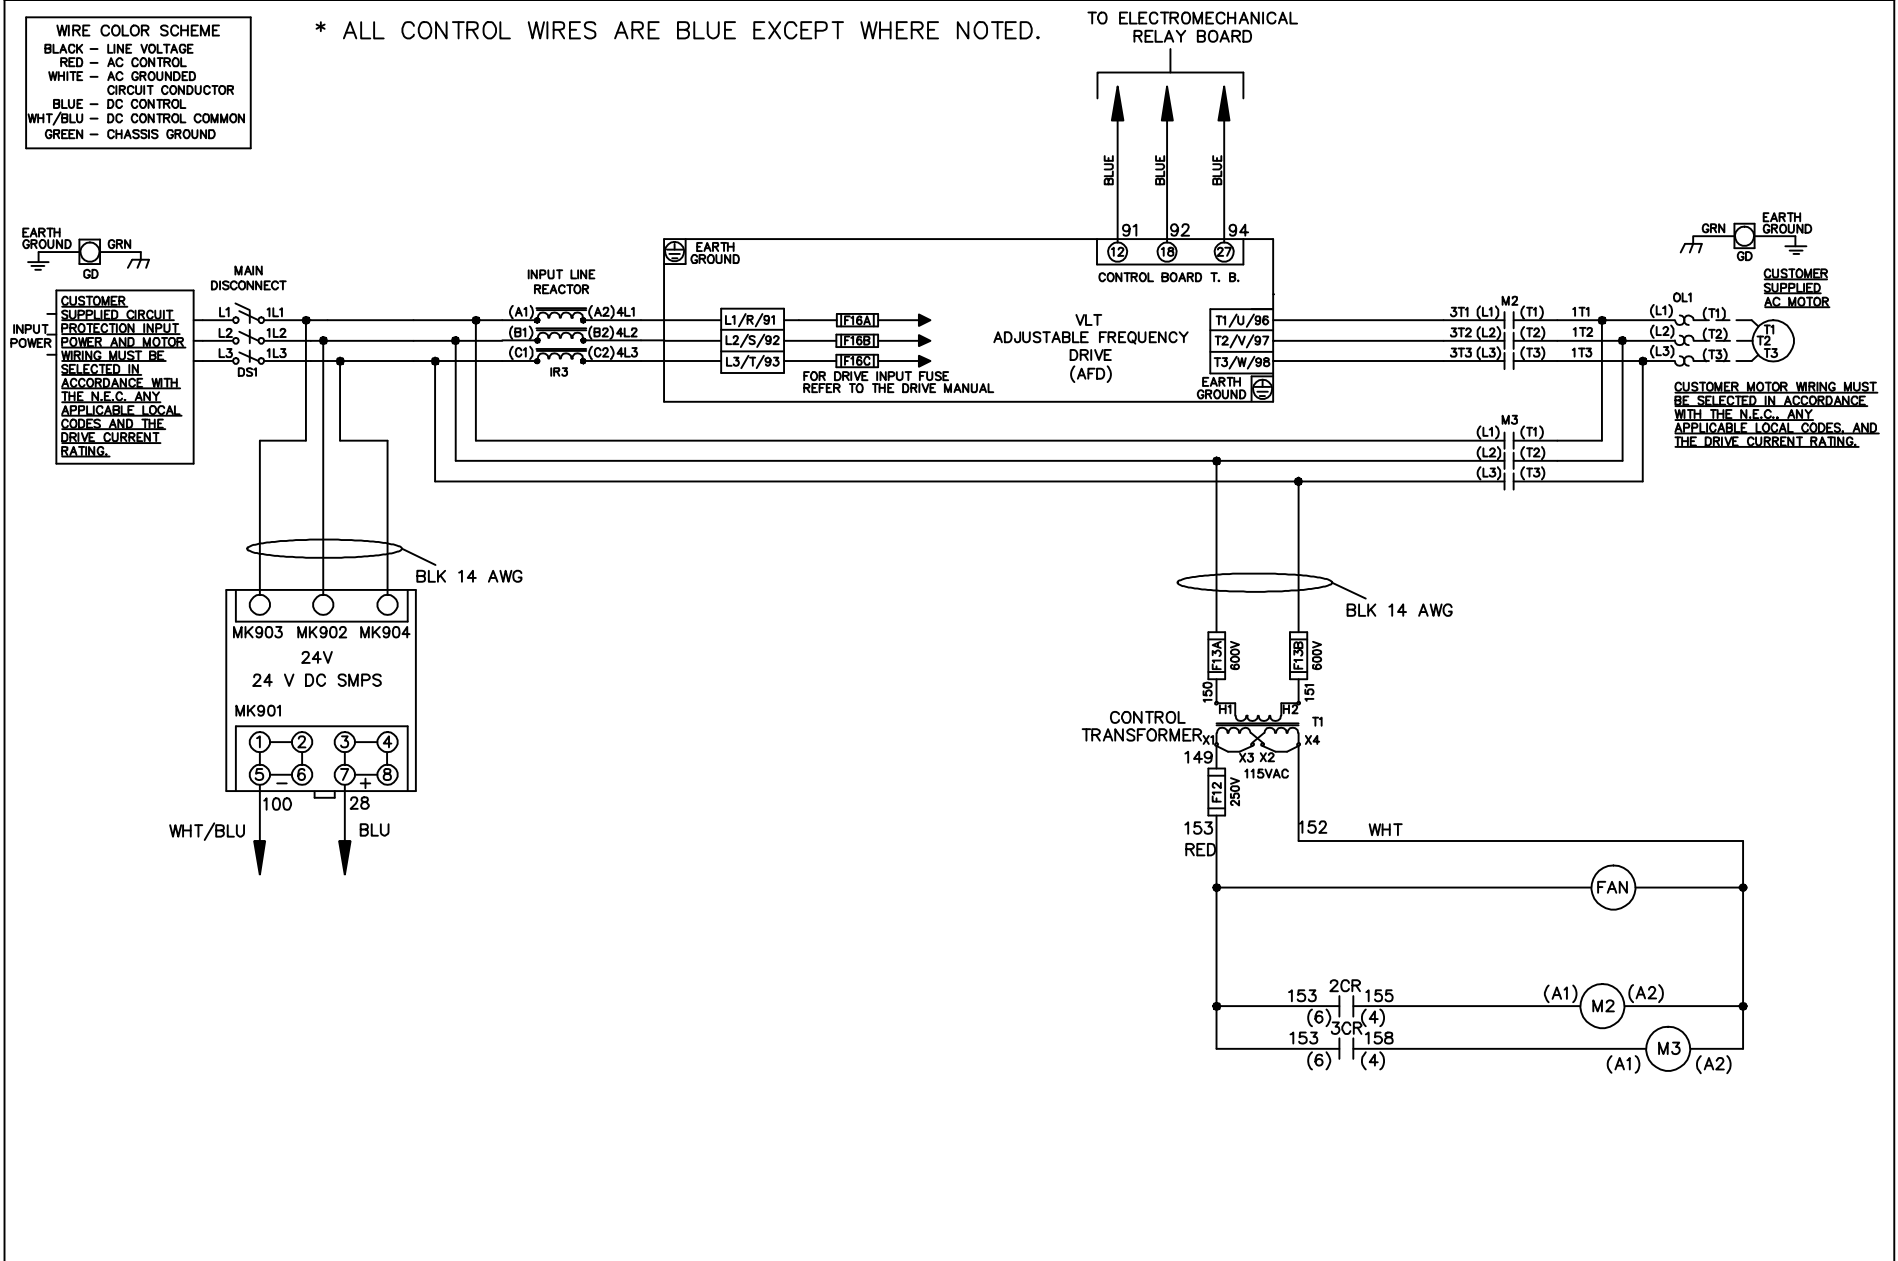 WIRE COLOR SCHEME
BLACK – LINE VOLTAGE
RED – AC CONTROL
WHITE – AC GROUNDED
CIRCUIT CONDUCTOR
BLUE – DC CONTROL
WHT/BLU – DC CONTROL COMMON
GREEN – CHASSIS GROUND
* ALL CONTROL WIRES ARE BLUE EXCEPT WHERE NOTED.
TO ELECTROMECHANICAL
RELAY BOARD
BLUE BLUE BLUE
91 92 94
12 18 27
CONTROL BOARD T. B.
EARTH
GROUND
GRN
GD
INPUT
POWER
CUSTOMER
SUPPLIED CIRCUIT
PROTECTION INPUT
POWER AND MOTOR
WIRING MUST BE
SELECTED IN
ACCORDANCE WITH
THE N.E.C. ANY
APPLICABLE LOCAL
CODES AND THE
DRIVE CURRENT
RATING.
MAIN
DISCONNECT
L1 1L1
L2 1L2
L3 1L3
DS1
INPUT LINE
REACTOR
(A1) (A2) 4L1
(B1) (B2) 4L2
(C1) (C2) 4L3
IR3
EARTH
GROUND
L1/R/91
L2/S/92
L3/T/93
F16A
F16B
F16C
FOR DRIVE INPUT FUSE
REFER TO THE DRIVE MANUAL
VLT
ADJUSTABLE FREQUENCY
DRIVE
(AFD)
T1/U/96
T2/V/97
T3/W/98
EARTH
GROUND
M2
3T1 (L1) (T1) 1T1
3T2 (L2) (T2) 1T2
3T3 (L3) (T3) 1T3
OL1
(L1) (T1)
(L2) (T2)
(L3) (T3)
T1
T2
T3
GRN
GD
EARTH
GROUND
CUSTOMER
SUPPLIED
AC MOTOR
CUSTOMER MOTOR WIRING MUST
BE SELECTED IN ACCORDANCE
WITH THE N.E.C., ANY
APPLICABLE LOCAL CODES, AND
THE DRIVE CURRENT RATING.
M3
(L1) (T1)
(L2) (T2)
(L3) (T3)
BLK 14 AWG
MK903 MK902 MK904
24V
24 V DC SMPS
MK901
1 2 3 4
5 6 7 8
– +
100 28
WHT/BLU BLU
BLK 14 AWG
F13A 600V
F13B 600V
150 151
H1 H2
T1
CONTROL
TRANSFORMER
X1 X3 X2 X4
149
115VAC
F12 250V
153
RED
152 WHT
FAN
2CR
153 155
(6) (4)
(A1) M2 (A2)
3CR
153 158
(6) (4)
(A1) M3 (A2)